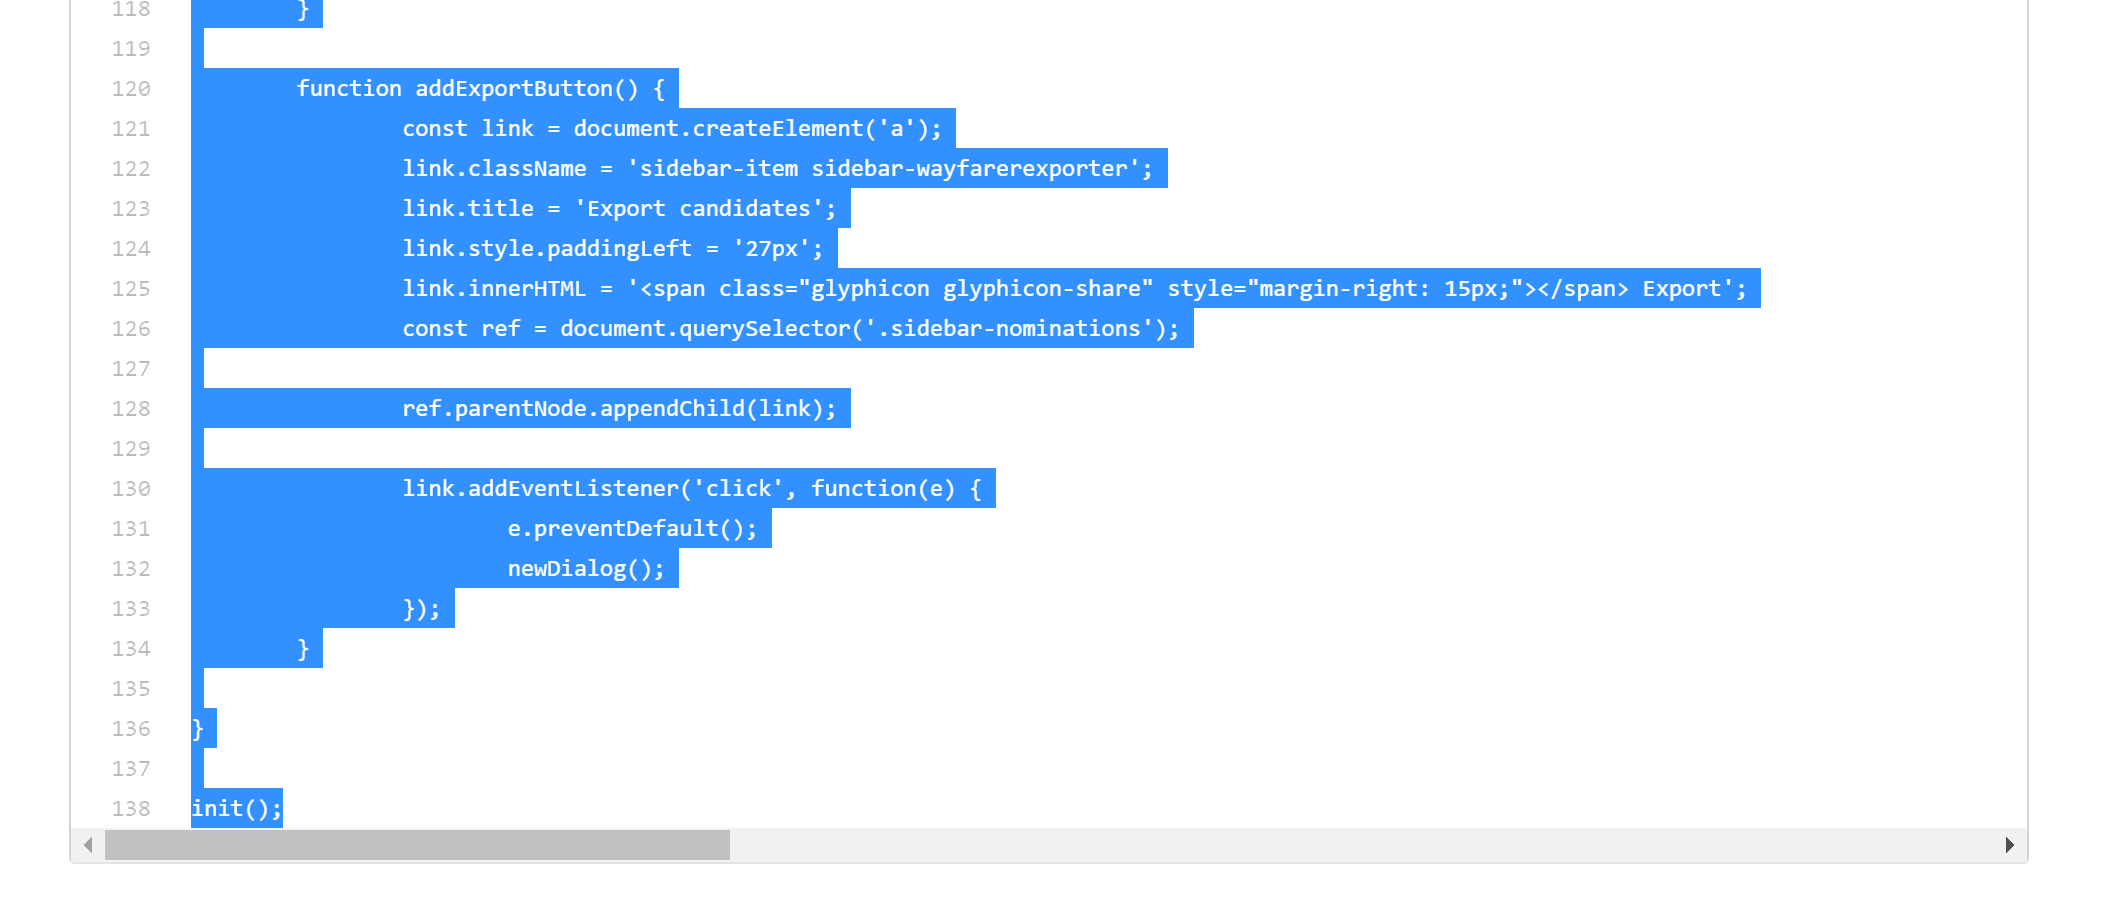 118 }
119
120 function addExportButton() {
121 const link = document.createElement('a');
122 link.className = 'sidebar-item sidebar-wayfarerexporter';
123 link.title = 'Export candidates';
124 link.style.paddingLeft = '27px';
125 link.innerHTML = '<span class="glyphicon glyphicon-share" style="margin-right: 15px;"></span> Export';
126 const ref = document.querySelector('.sidebar-nominations');
127
128 ref.parentNode.appendChild(link);
129
130 link.addEventListener('click', function(e) {
131 e.preventDefault();
132 newDialog();
133 });
134 }
135
136 }
137
138 init();